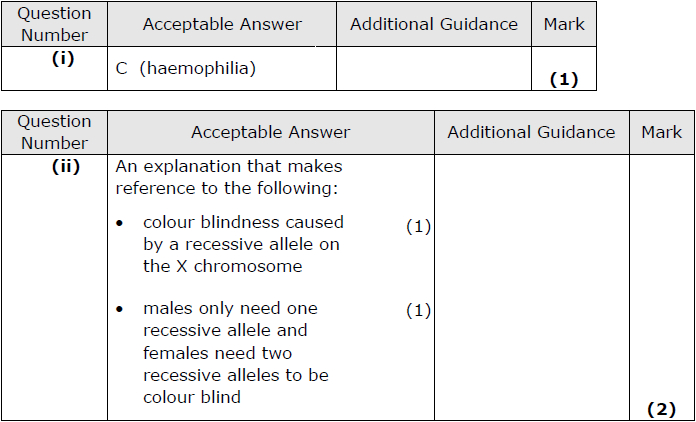 Question Number
Acceptable Answer
Additional Guidance
Mark
(i)
C (haemophilia)
(1)
Question Number
Acceptable Answer
Additional Guidance
Mark
(ii)
An explanation that makes
reference to the following:
• colour blindness caused
by a recessive allele on
the X chromosome
(1)
• males only need one
recessive allele and
females need two
recessive alleles to be
colour blind
(1)
(2)